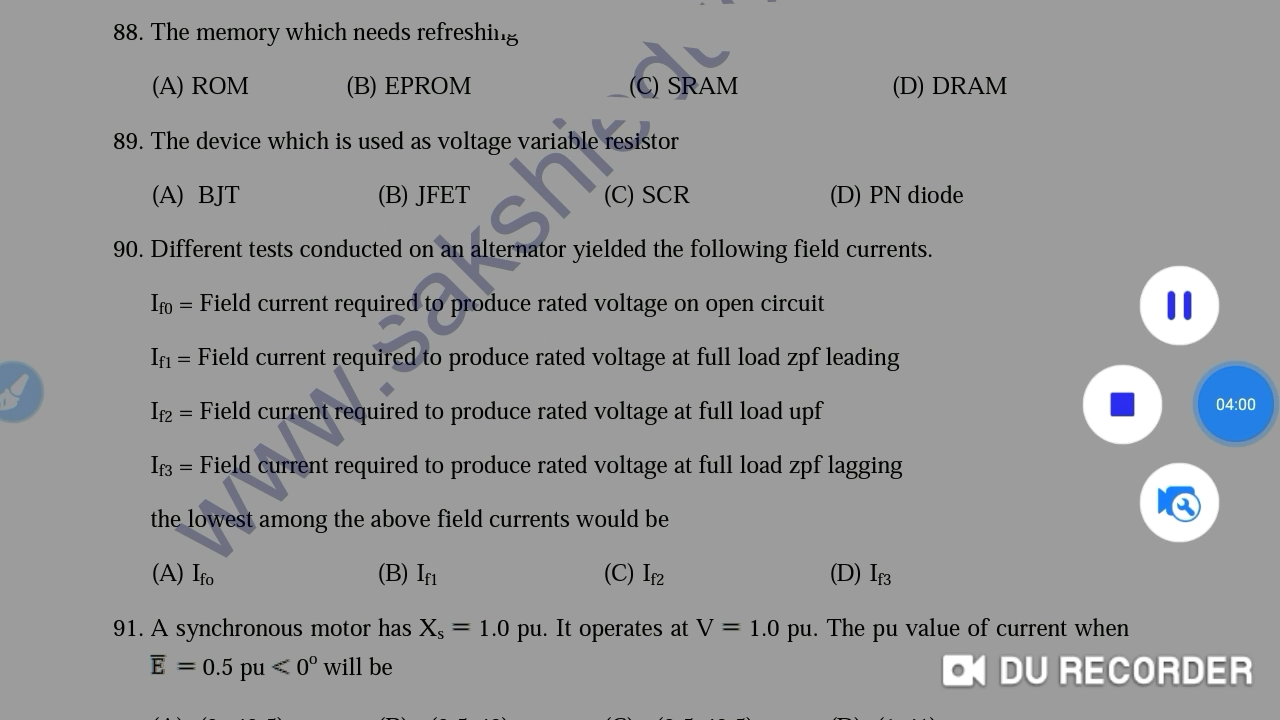 88. The memory which needs refreshing
(A) ROM (B) EPROM (C) SRAM (D) DRAM
89. The device which is used as voltage variable resistor
(A) BJT (B) JFET (C) SCR (D) PN diode
90. Different tests conducted on an alternator yielded the following field currents.
If0 = Field current required to produce rated voltage on open circuit
If1 = Field current required to produce rated voltage at full load zpf leading
If2 = Field current required to produce rated voltage at full load upf
If3 = Field current required to produce rated voltage at full load zpf lagging
the lowest among the above field currents would be
(A) Ifo (B) If1 (C) If2 (D) If3
91. A synchronous motor has Xs = 1.0 pu. It operates at V = 1.0 pu. The pu value of current when
E̅ = 0.5 pu < 0° will be
04:00
DU RECORDER